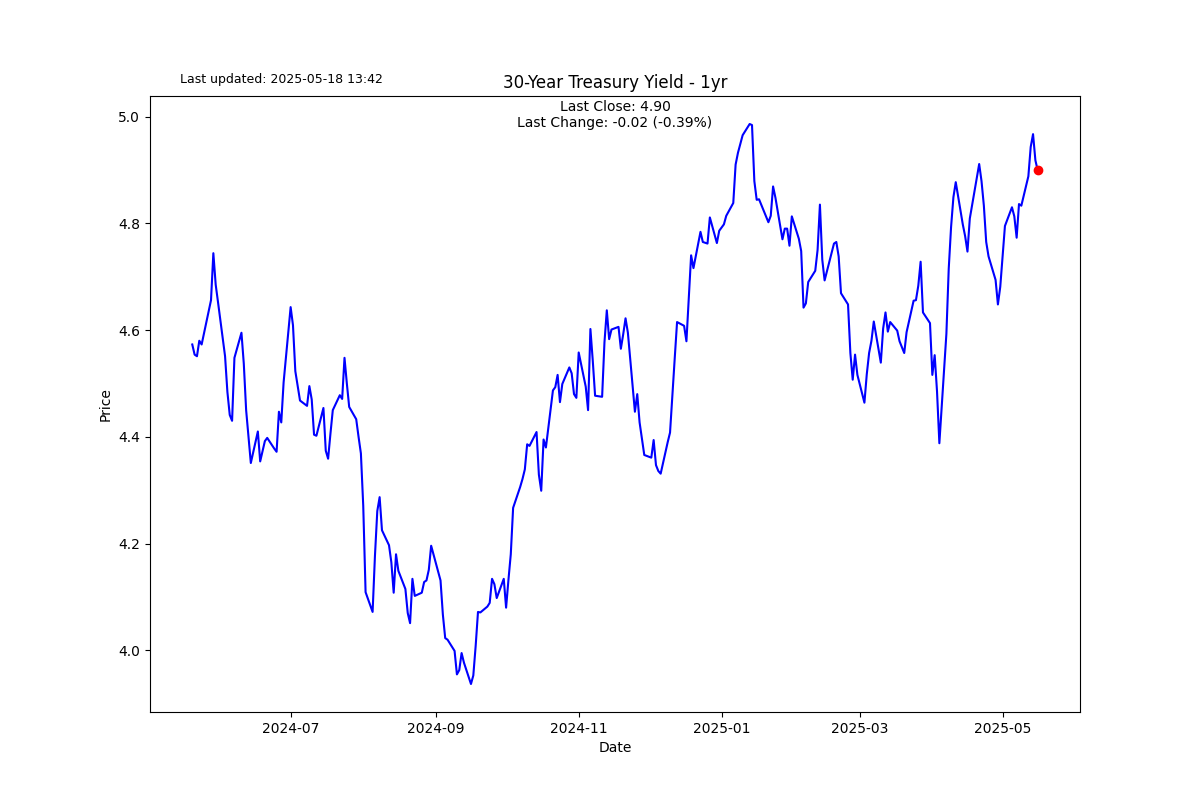 Last updated: 2025-05-18 13:42
30-Year Treasury Yield - 1yr
Last Close: 4.90
Last Change: -0.02 (-0.39%)
5.0
4.8
4.6
4.4
4.2
4.0
Price
2024-07
2024-09
2024-11
2025-01
2025-03
2025-05
Date